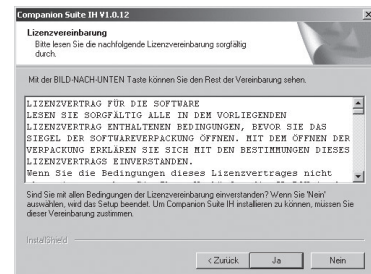 Companion Suite IH V1.0.12
Lizenzvereinbarung
Bitte lesen Sie die nachfolgende Lizenzvereinbarung sorgfältig
durch.
Mit der BILD-NACH-UNTEN Taste können Sie den Rest der Vereinbarung sehen.
LIZENZVERTRAG FÜR DIE SOFTWARE
LESEN SIE SORGFÄLTIG ALLE IN DEM VORLIEGENDEN
LIZENZVERTRAG ENTHALTENEN BEDINGUNGEN, BEVOR SIE DAS
SIEGEL DER SOFTWAREVERPACKUNG ÖFFNEN. MIT DEM ÖFFNEN DER
VERPACKUNG ERKLÄREN SIE SICH MIT DEN BESTIMMUNGEN DIESES
LIZENZVERTRAGS EINVERSTANDEN.
Wenn Sie die Bedingungen dieses Lizenzvertrages nicht
Sind Sie mit allen Bedingungen der Lizenzvereinbarung einverstanden? Wenn Sie 'Nein'
auswählen, wird das Setup beendet. Um Companion Suite IH installieren zu können, müssen Sie
dieser Vereinbarung zustimmen.
InstallShield
< Zurück Ja Nein